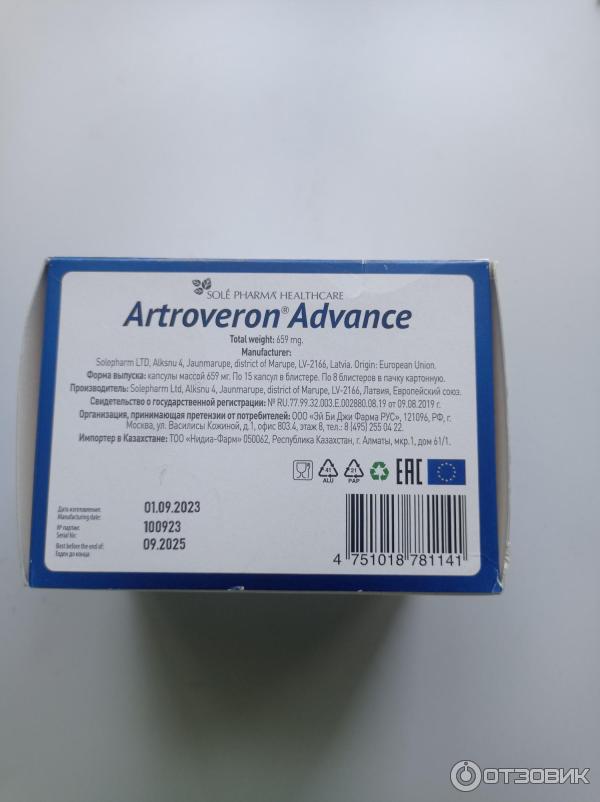 SOLÉ PHARMA HEALTHCARE
Artroveron® Advance
Total weight: 659 mg.
Manufacturer:
Solepharm LTD, Alksnu 4, Jaunmarupe, district of Marupe, LV-2166, Latvia. Origin: European Union.
Форма выпуска: капсулы массой 659 мг. По 15 капсул в блистере. По 8 блистеров в пачку картонную.
Производитель: Solepharm Ltd, Alksnu 4, Jaunmarupe, district of Marupe, LV-2166, Латвия, Европейский союз.
Свидетельство о государственной регистрации: № RU.77.99.32.003.E.002880.08.19 от 09.08.2019 г.
Организация, принимающая претензии от потребителей: ООО «Эй Би Джи Фарма РУС», 121096, РФ, г.
Москва, ул. Василисы Кожиной, д.1, офис 803.4, этаж 8, тел.: 8 (495) 255 04 22.
Импортер в Казахстане: ТОО «Нидиа-Фарм» 050062, Республика Казахстан, г. Алматы, мкр.1, дом 61/1.
41
ALU
21
PAP
EAC
Дата изготовления:
Manufacturing date:
01.09.2023
№ партии:
Serial No:
100923
Best before the end of:
Годен до конца
09.2025
4 751018 781141
ОТЗОВИК